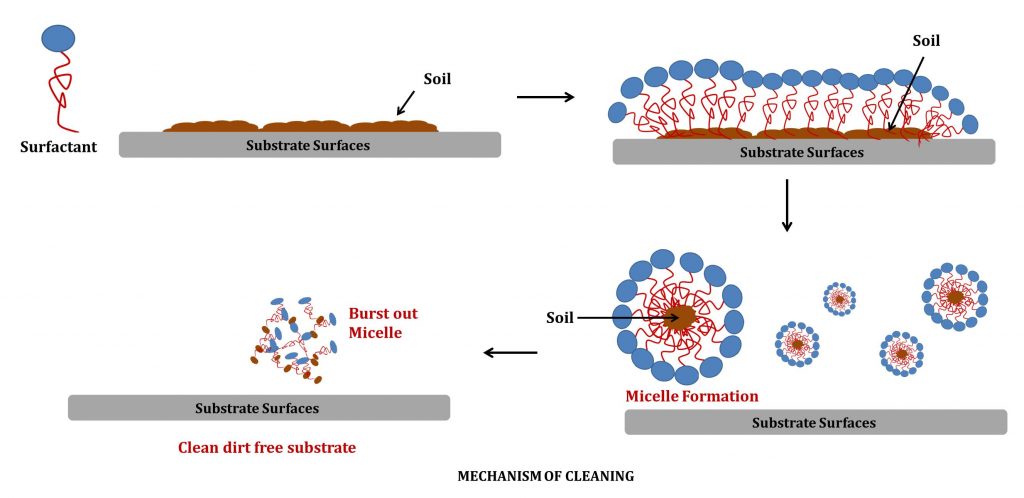 Surfactant
Soil
Substrate Surfaces
Soil
Substrate Surfaces
Soil
Micelle Formation
Substrate Surfaces
Burst out
Micelle
Substrate Surfaces
Clean dirt free substrate
MECHANISM OF CLEANING